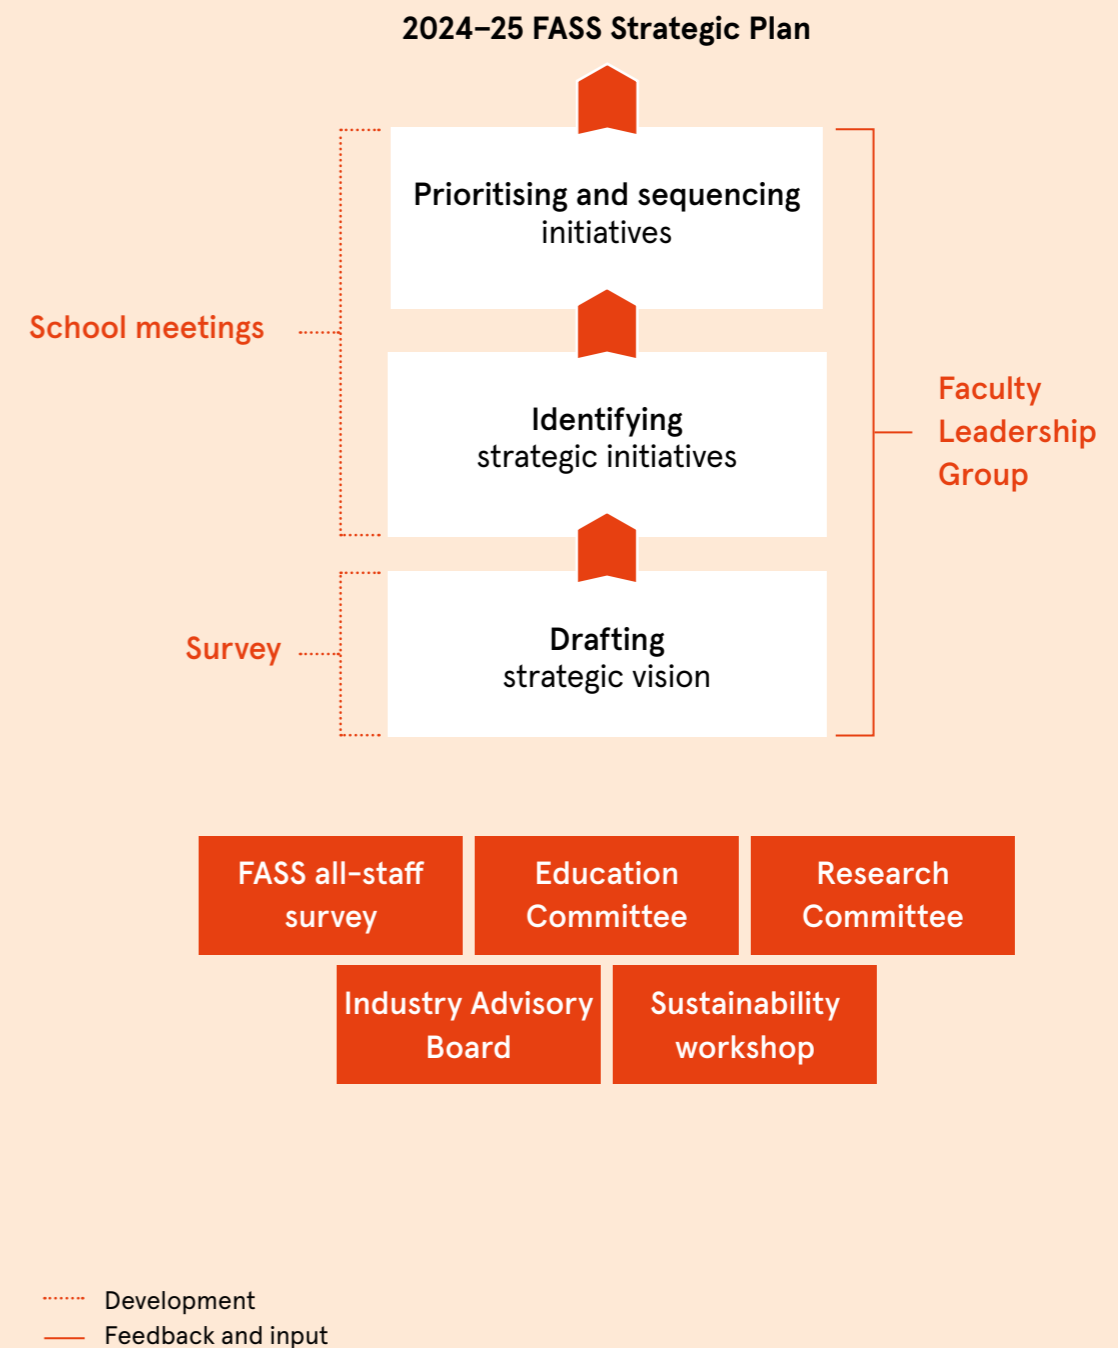 2024–25 FASS Strategic Plan
Prioritising and sequencing
initiatives
School meetings
Identifying
strategic initiatives
Faculty
Leadership
Group
Survey
Drafting
strategic vision
FASS all-staff
survey
Education
Committee
Research
Committee
Industry Advisory
Board
Sustainability
workshop
Development
Feedback and input